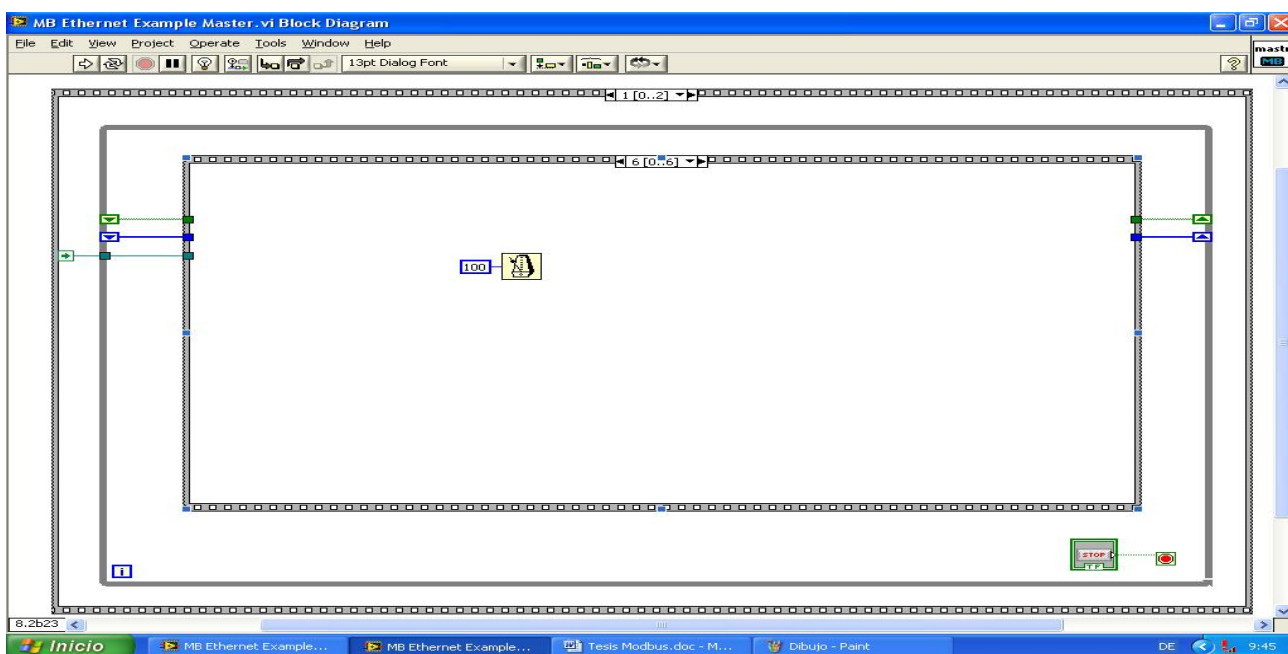 MB Ethernet Example Master.vi Block Diagram
File Edit View Project Operate Tools Window Help
13pt Dialog Font
mast
MB
1 [0..2]
6 [0..6]
100
STOP
TF
i
8.2b23
Inicio MB Ethernet Example... MB Ethernet Example... Tesis Modbus.doc - M... Dibujo - Paint DE 9:45